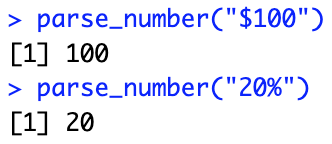 > parse_number("$100")
[1] 100
> parse_number("20%")
[1] 20